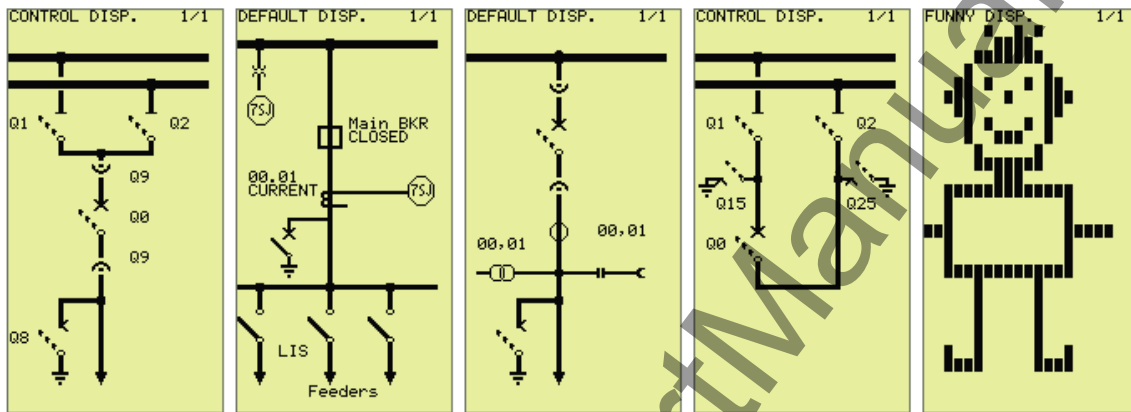 CONTROL DISP. 1/1
Q1
Q2
Q9
Q0
Q9
Q8
DEFAULT DISP. 1/1
7SJ
Main BKR
CLOSED
00.01
CURRENT
7SJ
LIS
Feeders
DEFAULT DISP. 1/1
00,01
00,01
CONTROL DISP. 1/1
Q1
Q2
Q15
Q25
Q0
FUNNY DISP. 1/1